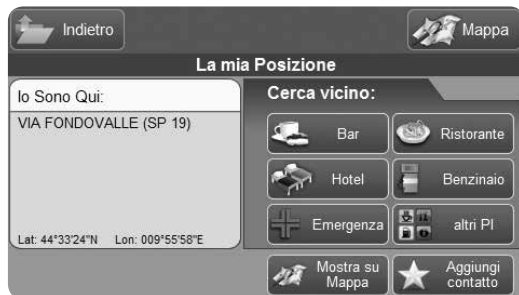 Indietro
Mappa
La mia Posizione
Io Sono Qui:
VIA FONDOVALLE (SP 19)
Lat: 44°33'24"N Lon: 009°55'58"E
Cerca vicino:
Bar
Ristorante
Hotel
Benzinaio
Emergenza
altri PI
Mostra su
Mappa
Aggiungi
contatto